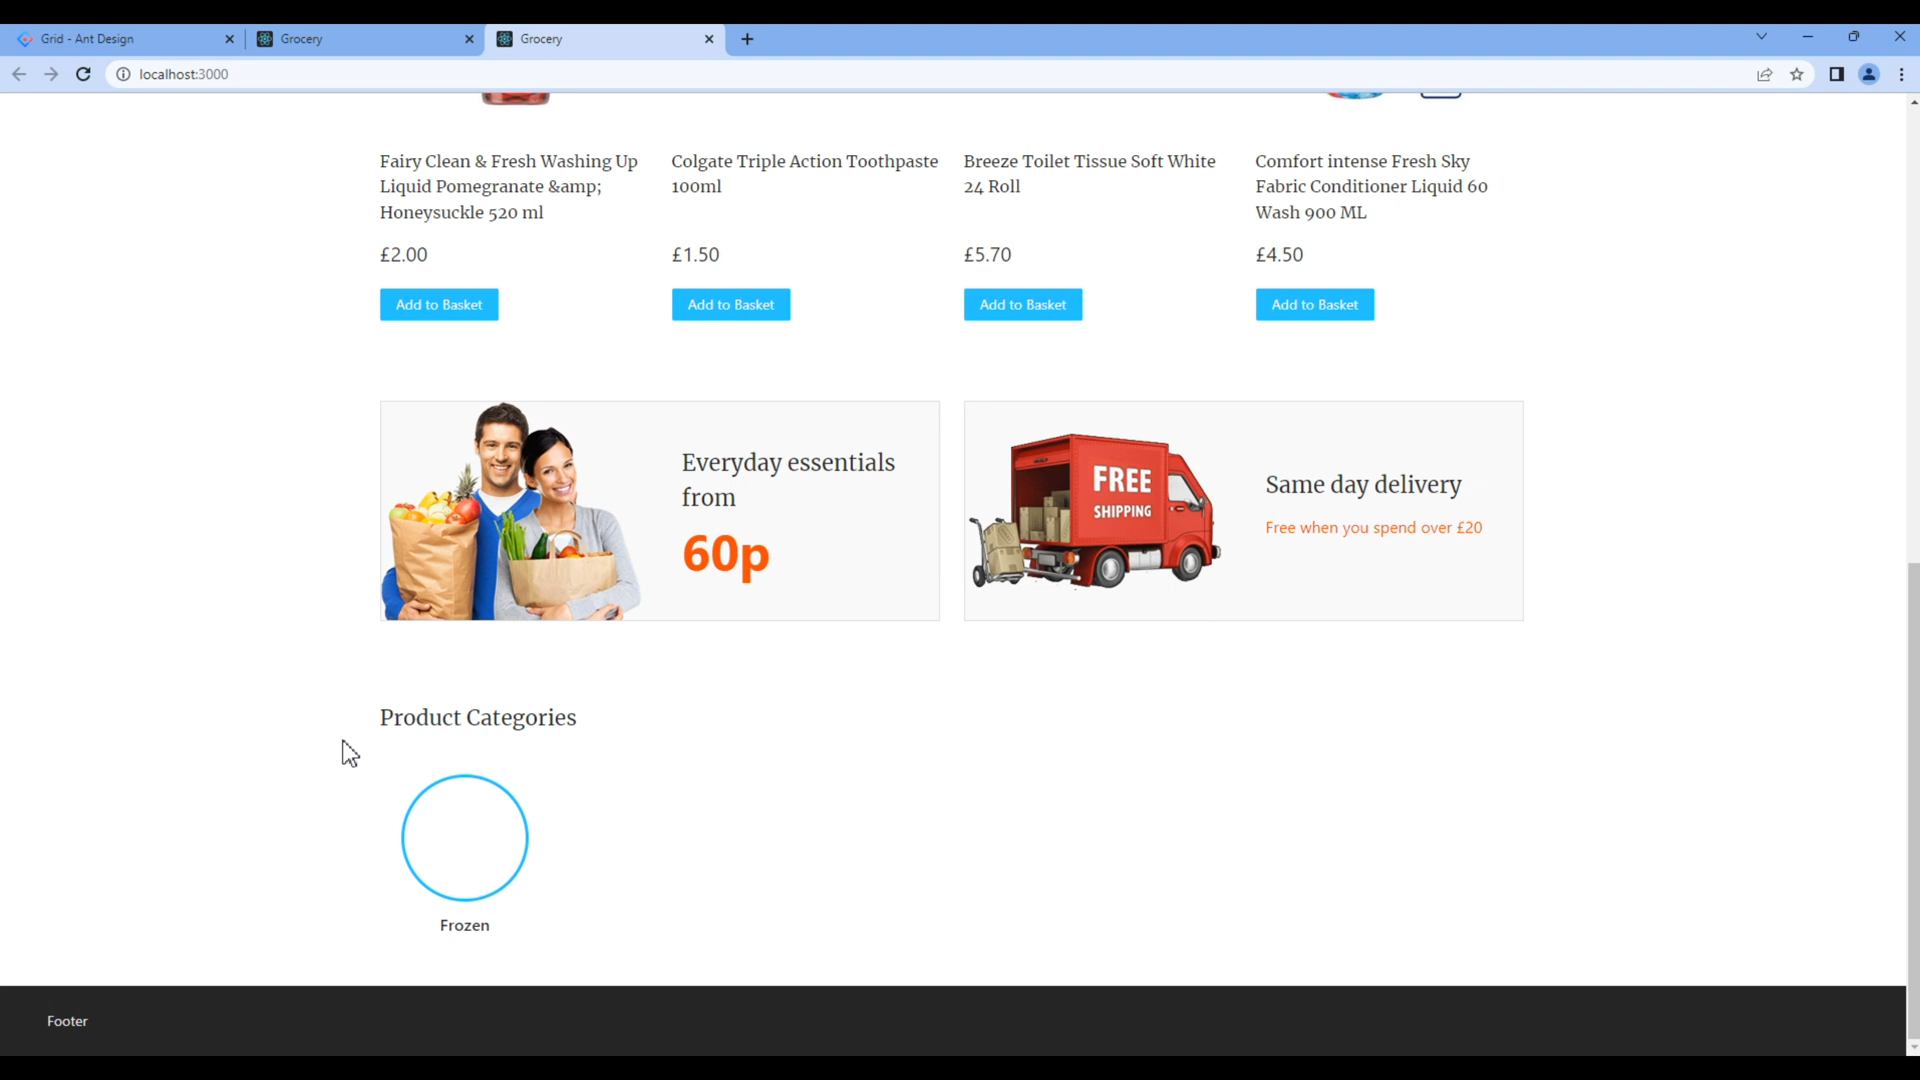 Grid - Ant Design
Grocery
Grocery
localhost:3000
Fairy Clean & Fresh Washing Up
Liquid Pomegranate &amp;
Honeysuckle 520 ml
£2.00
Add to Basket
Colgate Triple Action Toothpaste
100ml
£1.50
Add to Basket
Breeze Toilet Tissue Soft White
24 Roll
£5.70
Add to Basket
Comfort intense Fresh Sky
Fabric Conditioner Liquid 60
Wash 900 ML
£4.50
Add to Basket
Everyday essentials
from
60p
FREE
SHIPPING
Same day delivery
Free when you spend over £20
Product Categories
Frozen
Footer